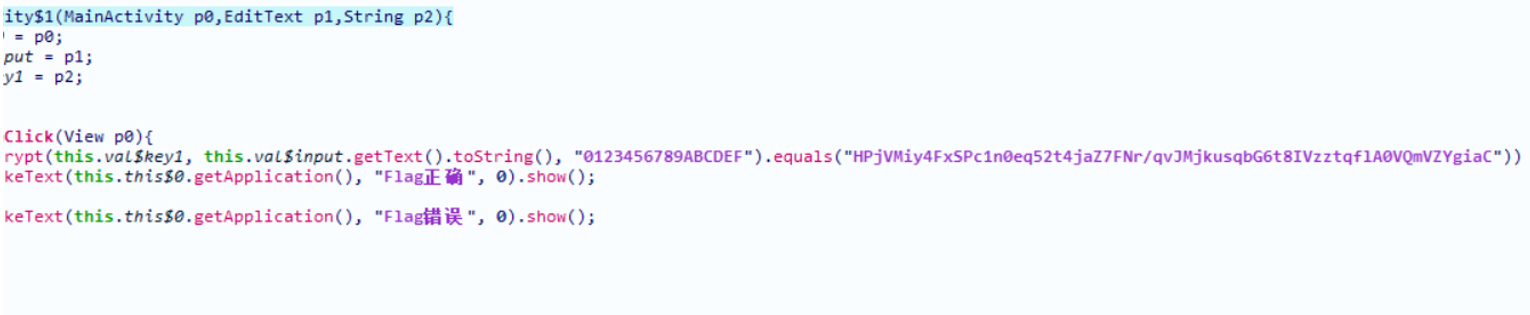 ity$1(MainActivity p0,EditText p1,String p2){
= p0;
put = p1;
y1 = p2;
Click(View p0){
rypt(this.val$key1, this.val$input.getText().toString(), "0123456789ABCDEF").equals("HPjVMiy4FxSPc1n0eq52t4jaZ7FNr/qvJMjkusqbG6t8IVzztqflA0VQmVZYgiaC"))
keText(this.this$0.getApplication(), "Flag正确", 0).show();
keText(this.this$0.getApplication(), "Flag错误", 0).show();